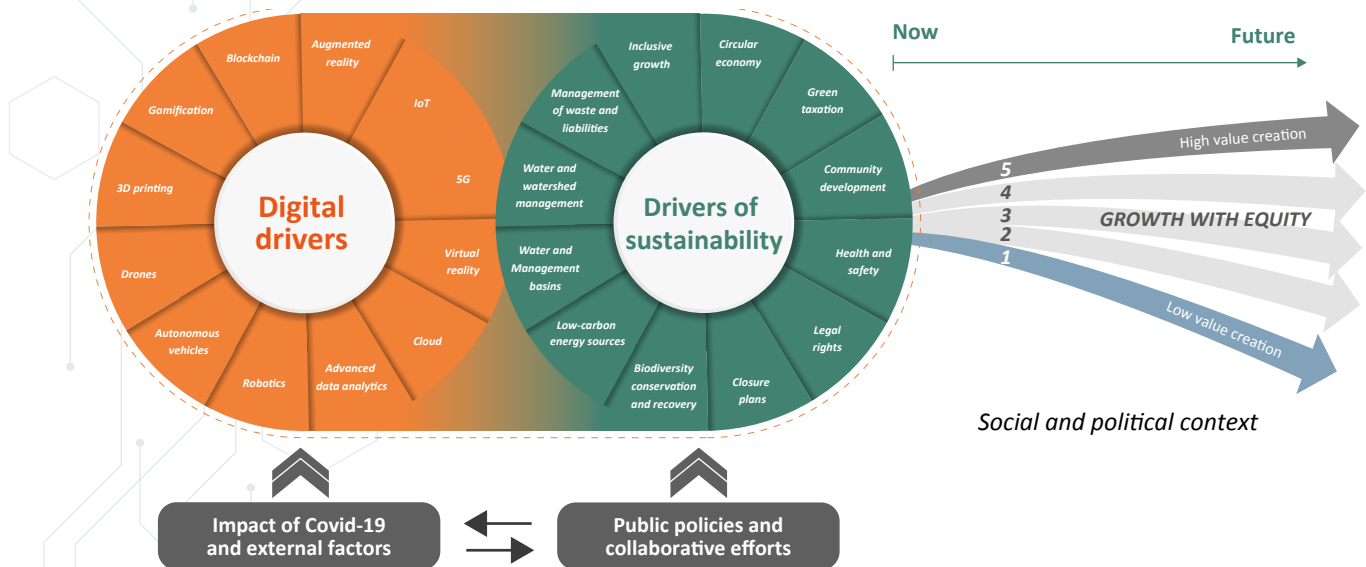 Augmented
reality
Blockchain
Gamification
3D printing
Drones
Autonomous
vehicles
Robotics
Advanced
data analytics
Cloud
Virtual
reality
5G
IoT
Digital
drivers
Inclusive
growth
Circular
economy
Green
taxation
Community
development
Health and
safety
Legal
rights
Closure
plans
Biodiversity
conservation
and recovery
Low-carbon
energy sources
Water and
Management
basins
Water and
watershed
management
Management
of waste and
liabilities
Drivers of
sustainability
Now
Future
High value creation
5
4
3
GROWTH WITH EQUITY
2
1
Low value creation
Social and political context
Impact of Covid-19
and external factors
Public policies and
collaborative efforts